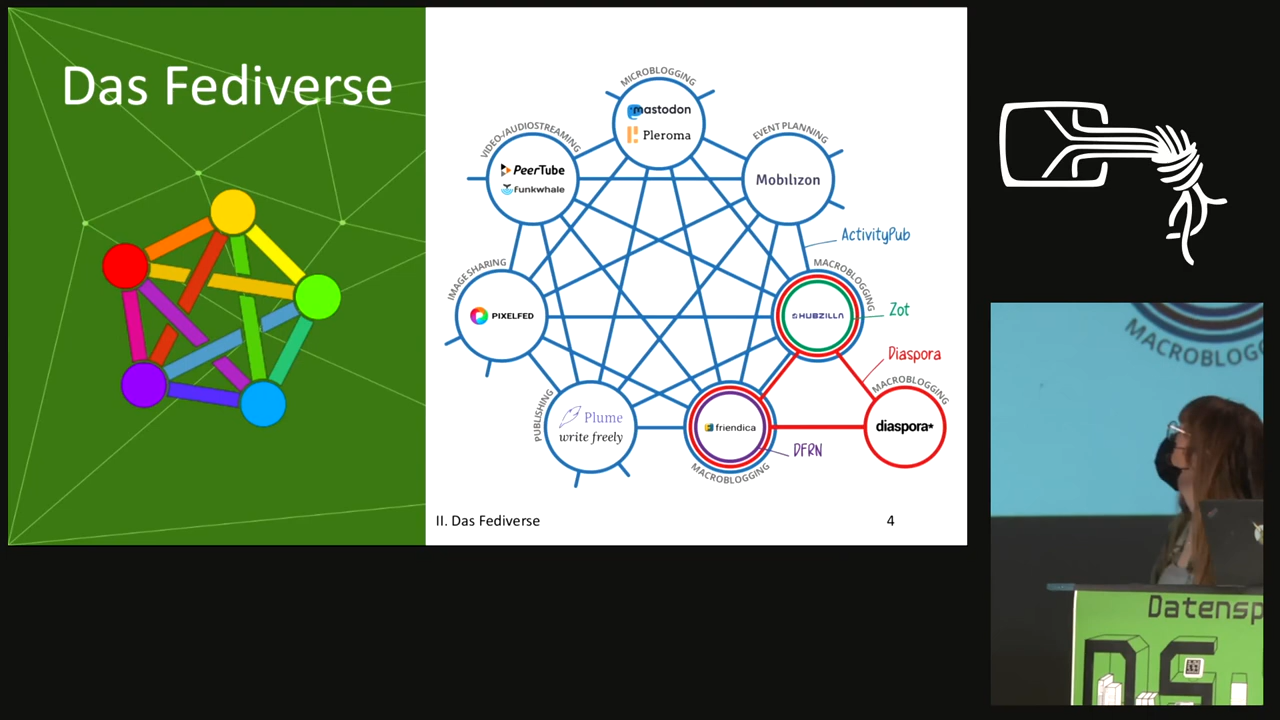 Das Fediverse
MICROBLOGGING
mastodon
Pleroma
VIDEO-/AUDIOSTREAMING
PeerTube
funkwhale
EVENT PLANNING
Mobilizon
ActivityPub
IMAGE SHARING
PIXELFED
MACROBLOGGING
HUBZILLA
Zot
Diaspora
PUBLISHING
Plume
write freely
friendica
MACROBLOGGING
DFRN
MACROBLOGGING
diaspora*
II. Das Fediverse
4
MACROBLOGG
Datensp
DS